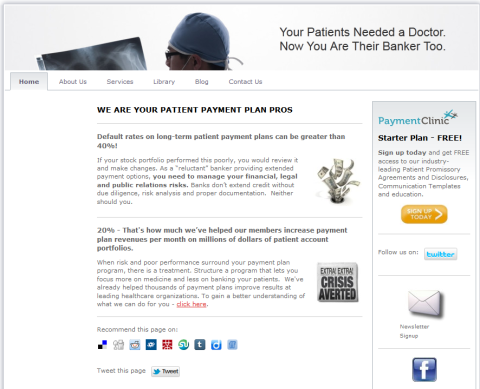 Your Patients Needed a Doctor.
Now You Are Their Banker Too.
Home About Us Services Library Blog Contact Us
WE ARE YOUR PATIENT PAYMENT PLAN PROS
Default rates on long-term patient payment plans can be greater than
40%!
If your stock portfolio performed this poorly, you would review it
and make changes. As a "reluctant" banker providing extended
payment options, you need to manage your financial, legal
and public relations risks. Banks don't extend credit without
due diligence, risk analysis and proper documentation. Neither
should you.
20% - That's how much we've helped our members increase payment
plan revenues per month on millions of dollars of patient account
portfolios.
When risk and poor performance surround your payment plan
program, there is a treatment. Structure a program that lets you
focus more on medicine and less on banking your patients. We've
already helped thousands of payment plans improve results at
leading healthcare organizations. To gain a better understanding of
what we can do for you - click here.
EXTRA! EXTRA!
CRISIS
AVERTED
Recommend this page on:
Tweet this page Tweet
PaymentClinic
Starter Plan - FREE!
Sign up today and get FREE
access to our industry-
leading Patient Promissory
Agreements and Disclosures,
Communication Templates
and education.
SIGN UP
TODAY
Follow us on: twitter
Newsletter
Signup